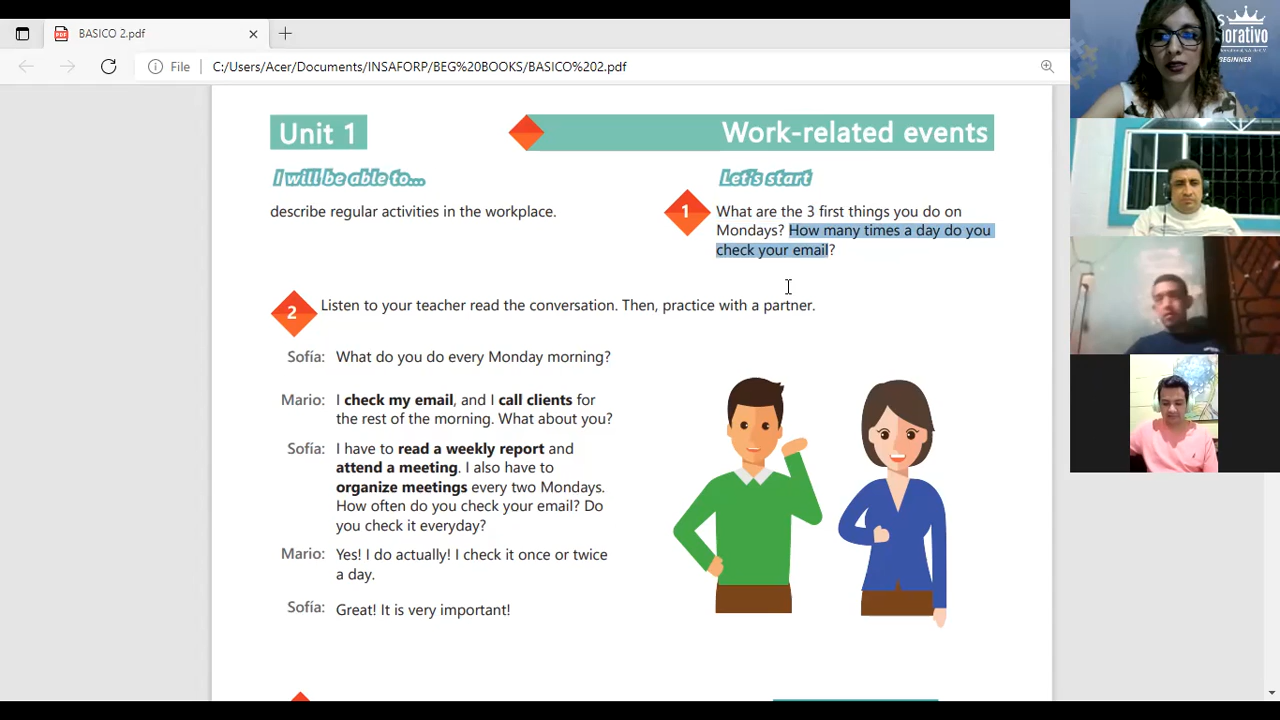 BASICO 2.pdf
File C:/Users/Acer/Documents/INSAFORP/BEG%20BOOKS/BASICO%202.pdf
BEGINNER
Unit 1
Work-related events
I will be able to...
describe regular activities in the workplace.
Let's start
1 What are the 3 first things you do on
Mondays? How many times a day do you
check your email?
2 Listen to your teacher read the conversation. Then, practice with a partner.
Sofía: What do you do every Monday morning?
Mario: I check my email, and I call clients for
the rest of the morning. What about you?
Sofía: I have to read a weekly report and
attend a meeting. I also have to
organize meetings every two Mondays.
How often do you check your email? Do
you check it everyday?
Mario: Yes! I do actually! I check it once or twice
a day.
Sofía: Great! It is very important!